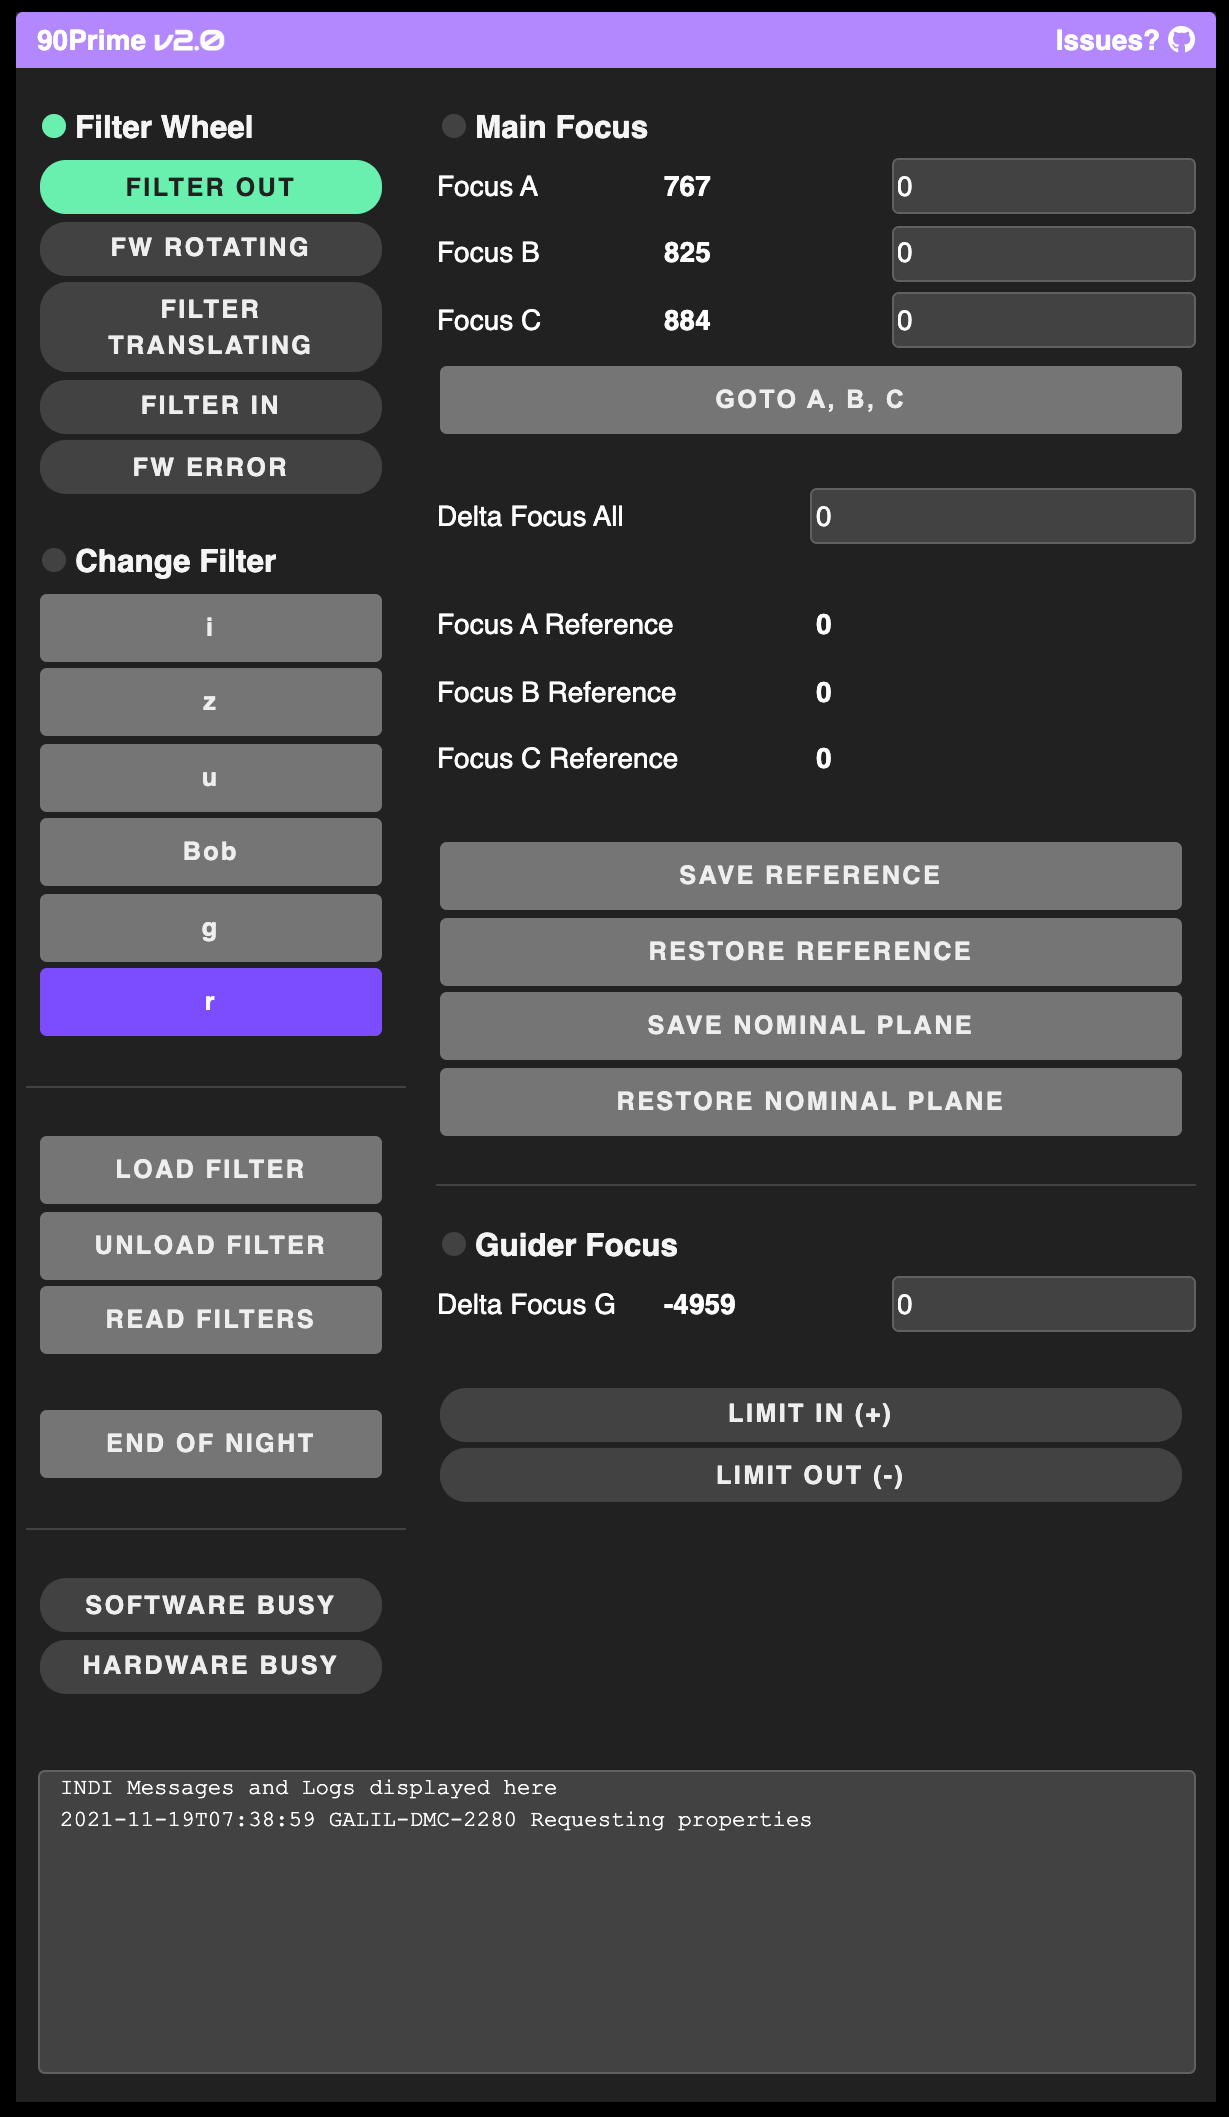 90Prime v2.0
Issues?
Filter Wheel
FILTER OUT
FW ROTATING
FILTER
TRANSLATING
FILTER IN
FW ERROR
Change Filter
i
z
u
Bob
g
r
LOAD FILTER
UNLOAD FILTER
READ FILTERS
END OF NIGHT
SOFTWARE BUSY
HARDWARE BUSY
Main Focus
Focus A 767 0
Focus B 825 0
Focus C 884 0
GOTO A, B, C
Delta Focus All 0
Focus A Reference 0
Focus B Reference 0
Focus C Reference 0
SAVE REFERENCE
RESTORE REFERENCE
SAVE NOMINAL PLANE
RESTORE NOMINAL PLANE
Guider Focus
Delta Focus G -4959 0
LIMIT IN (+)
LIMIT OUT (-)
INDI Messages and Logs displayed here
2021-11-19T07:38:59 GALIL-DMC-2280 Requesting properties